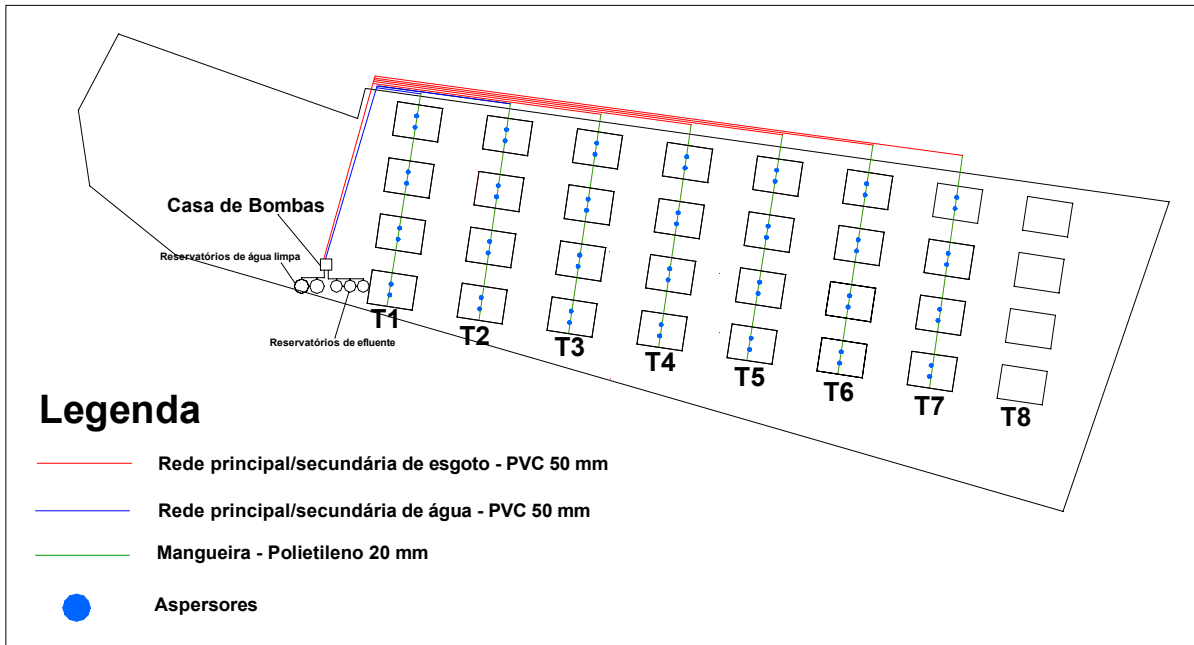 Casa de Bombas
Reservatórios de água limpa
Reservatórios de efluente
T1
T2
T3
T4
T5
T6
T7
T8
Legenda
Rede principal/secundária de esgoto - PVC 50 mm
Rede principal/secundária de água - PVC 50 mm
Mangueira - Polietileno 20 mm
Aspersores